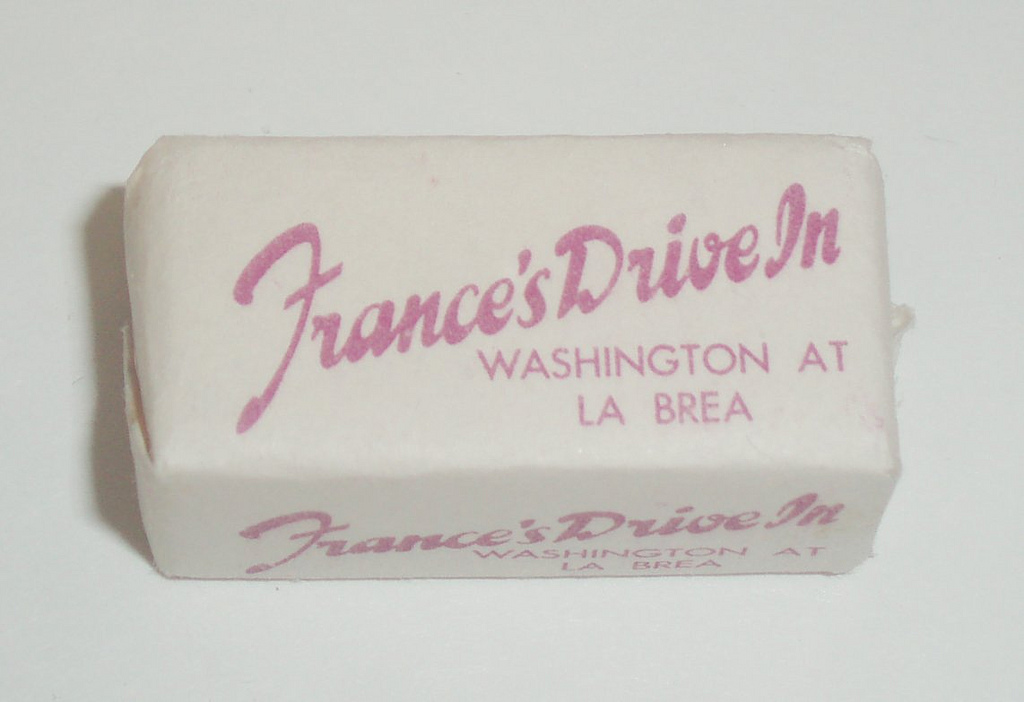 France's Drive In
WASHINGTON AT
LA BREA
France's Drive In
WASHINGTON AT
LA BREA